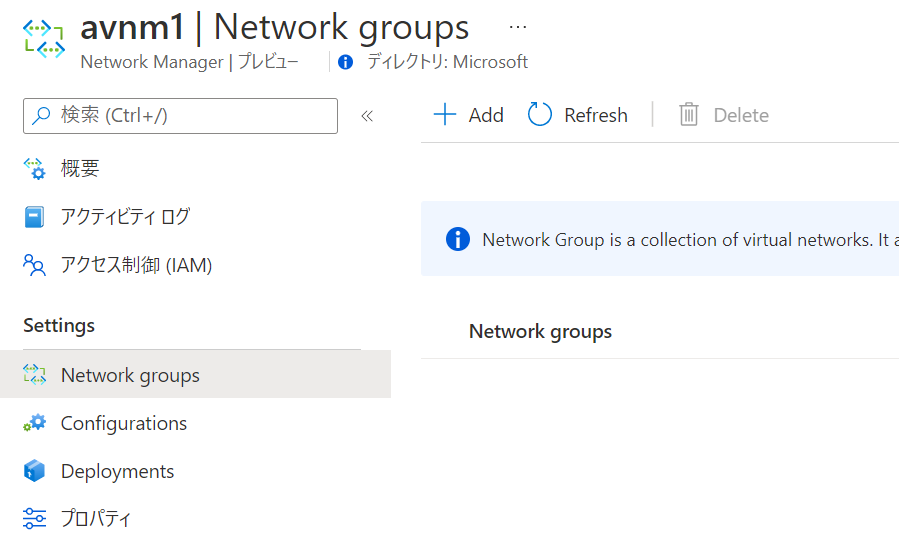 avnm1 | Network groups ...
Network Manager | プレビュー ディレクトリ: Microsoft
検索 (Ctrl+/) «
+ Add Refresh | Delete
概要
アクティビティ ログ
アクセス制御 (IAM)
Network Group is a collection of virtual networks. It a
Settings
Network groups
Network groups
Configurations
Deployments
プロパティ